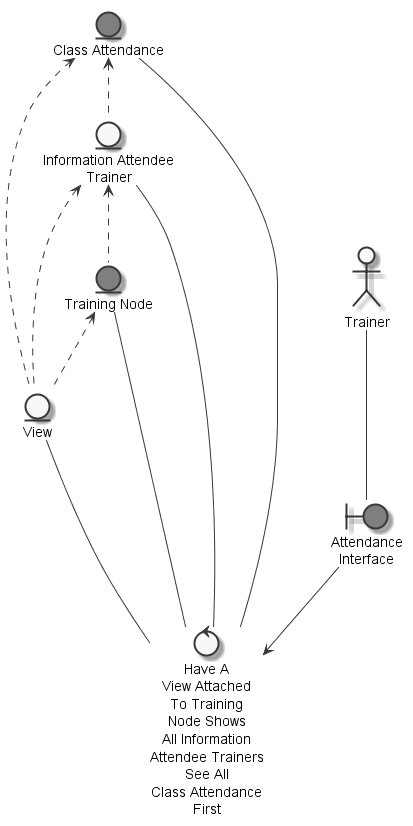 Class Attendance
Information Attendee
Trainer
Training Node
Trainer
View
Attendance
Interface
Have A
View Attached
To Training
Node Shows
All Information
Attendee Trainers
See All
Class Attendance
First